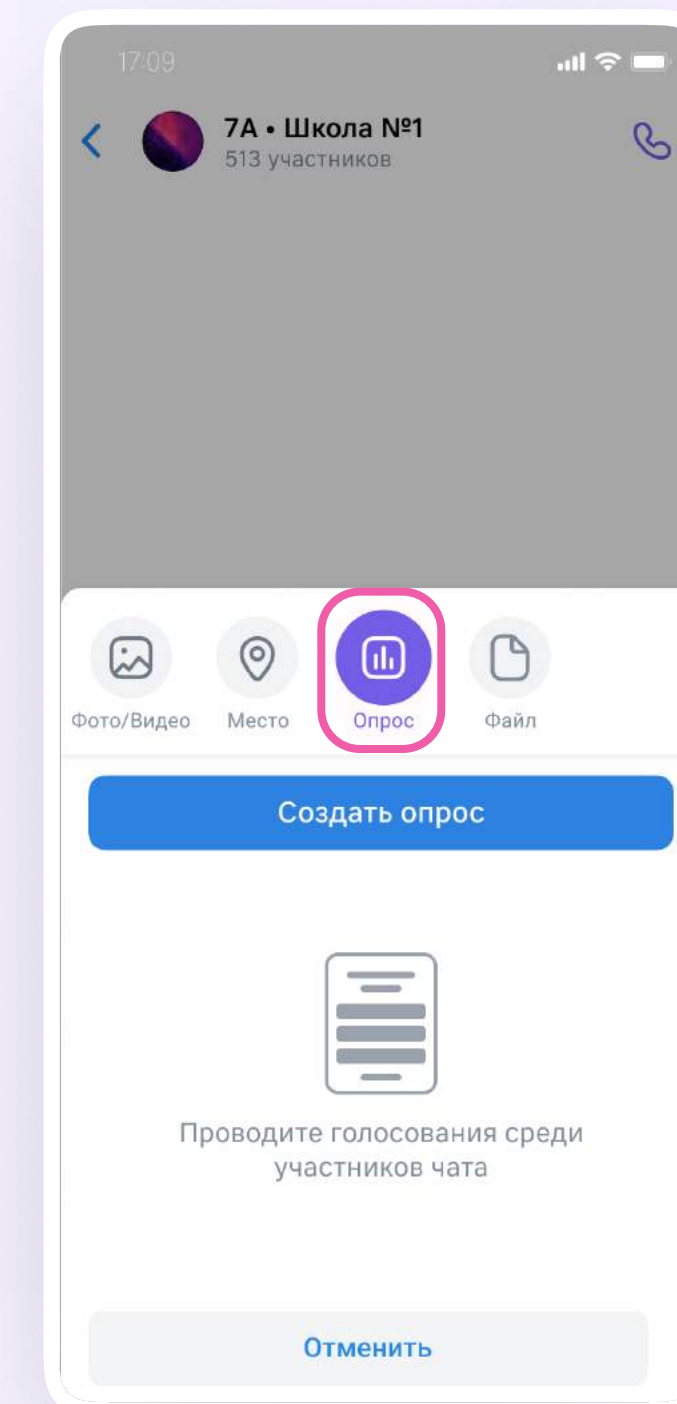 17:09
7А • Школа №1
513 участников
Фото/Видео
Место
Опрос
Файл
Создать опрос
Проводите голосования среди
участников чата
Отменить